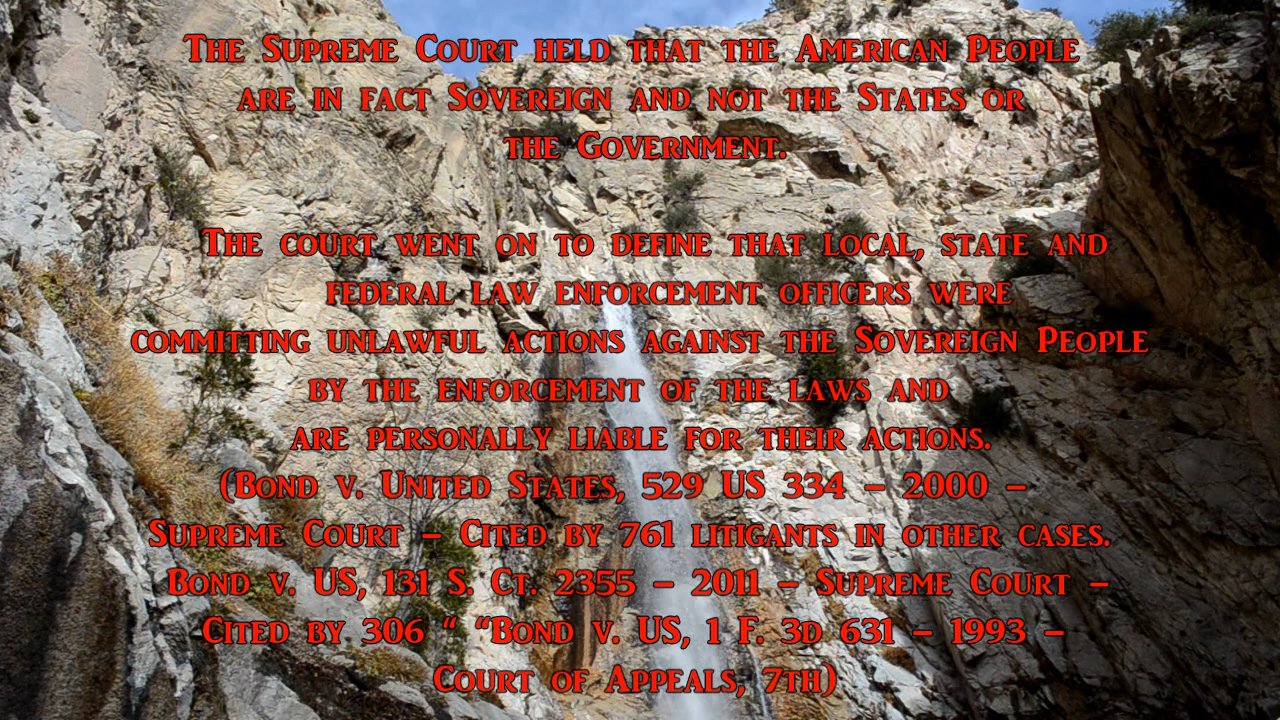 The Supreme Court held that the American People
are in fact Sovereign and not the States or
the Government.
The court went on to define that local, state and
federal law enforcement officers were
committing unlawful actions against the Sovereign People
by the enforcement of the laws and
are personally liable for their actions.
(Bond v. United States, 529 US 334 – 2000 –
Supreme Court – Cited by 761 litigants in other cases.
Bond v. US, 131 S. Ct. 2355 – 2011 – Supreme Court –
Cited by 306 “ “Bond v. US, 1 F. 3d 631 – 1993 –
Court of Appeals, 7th)